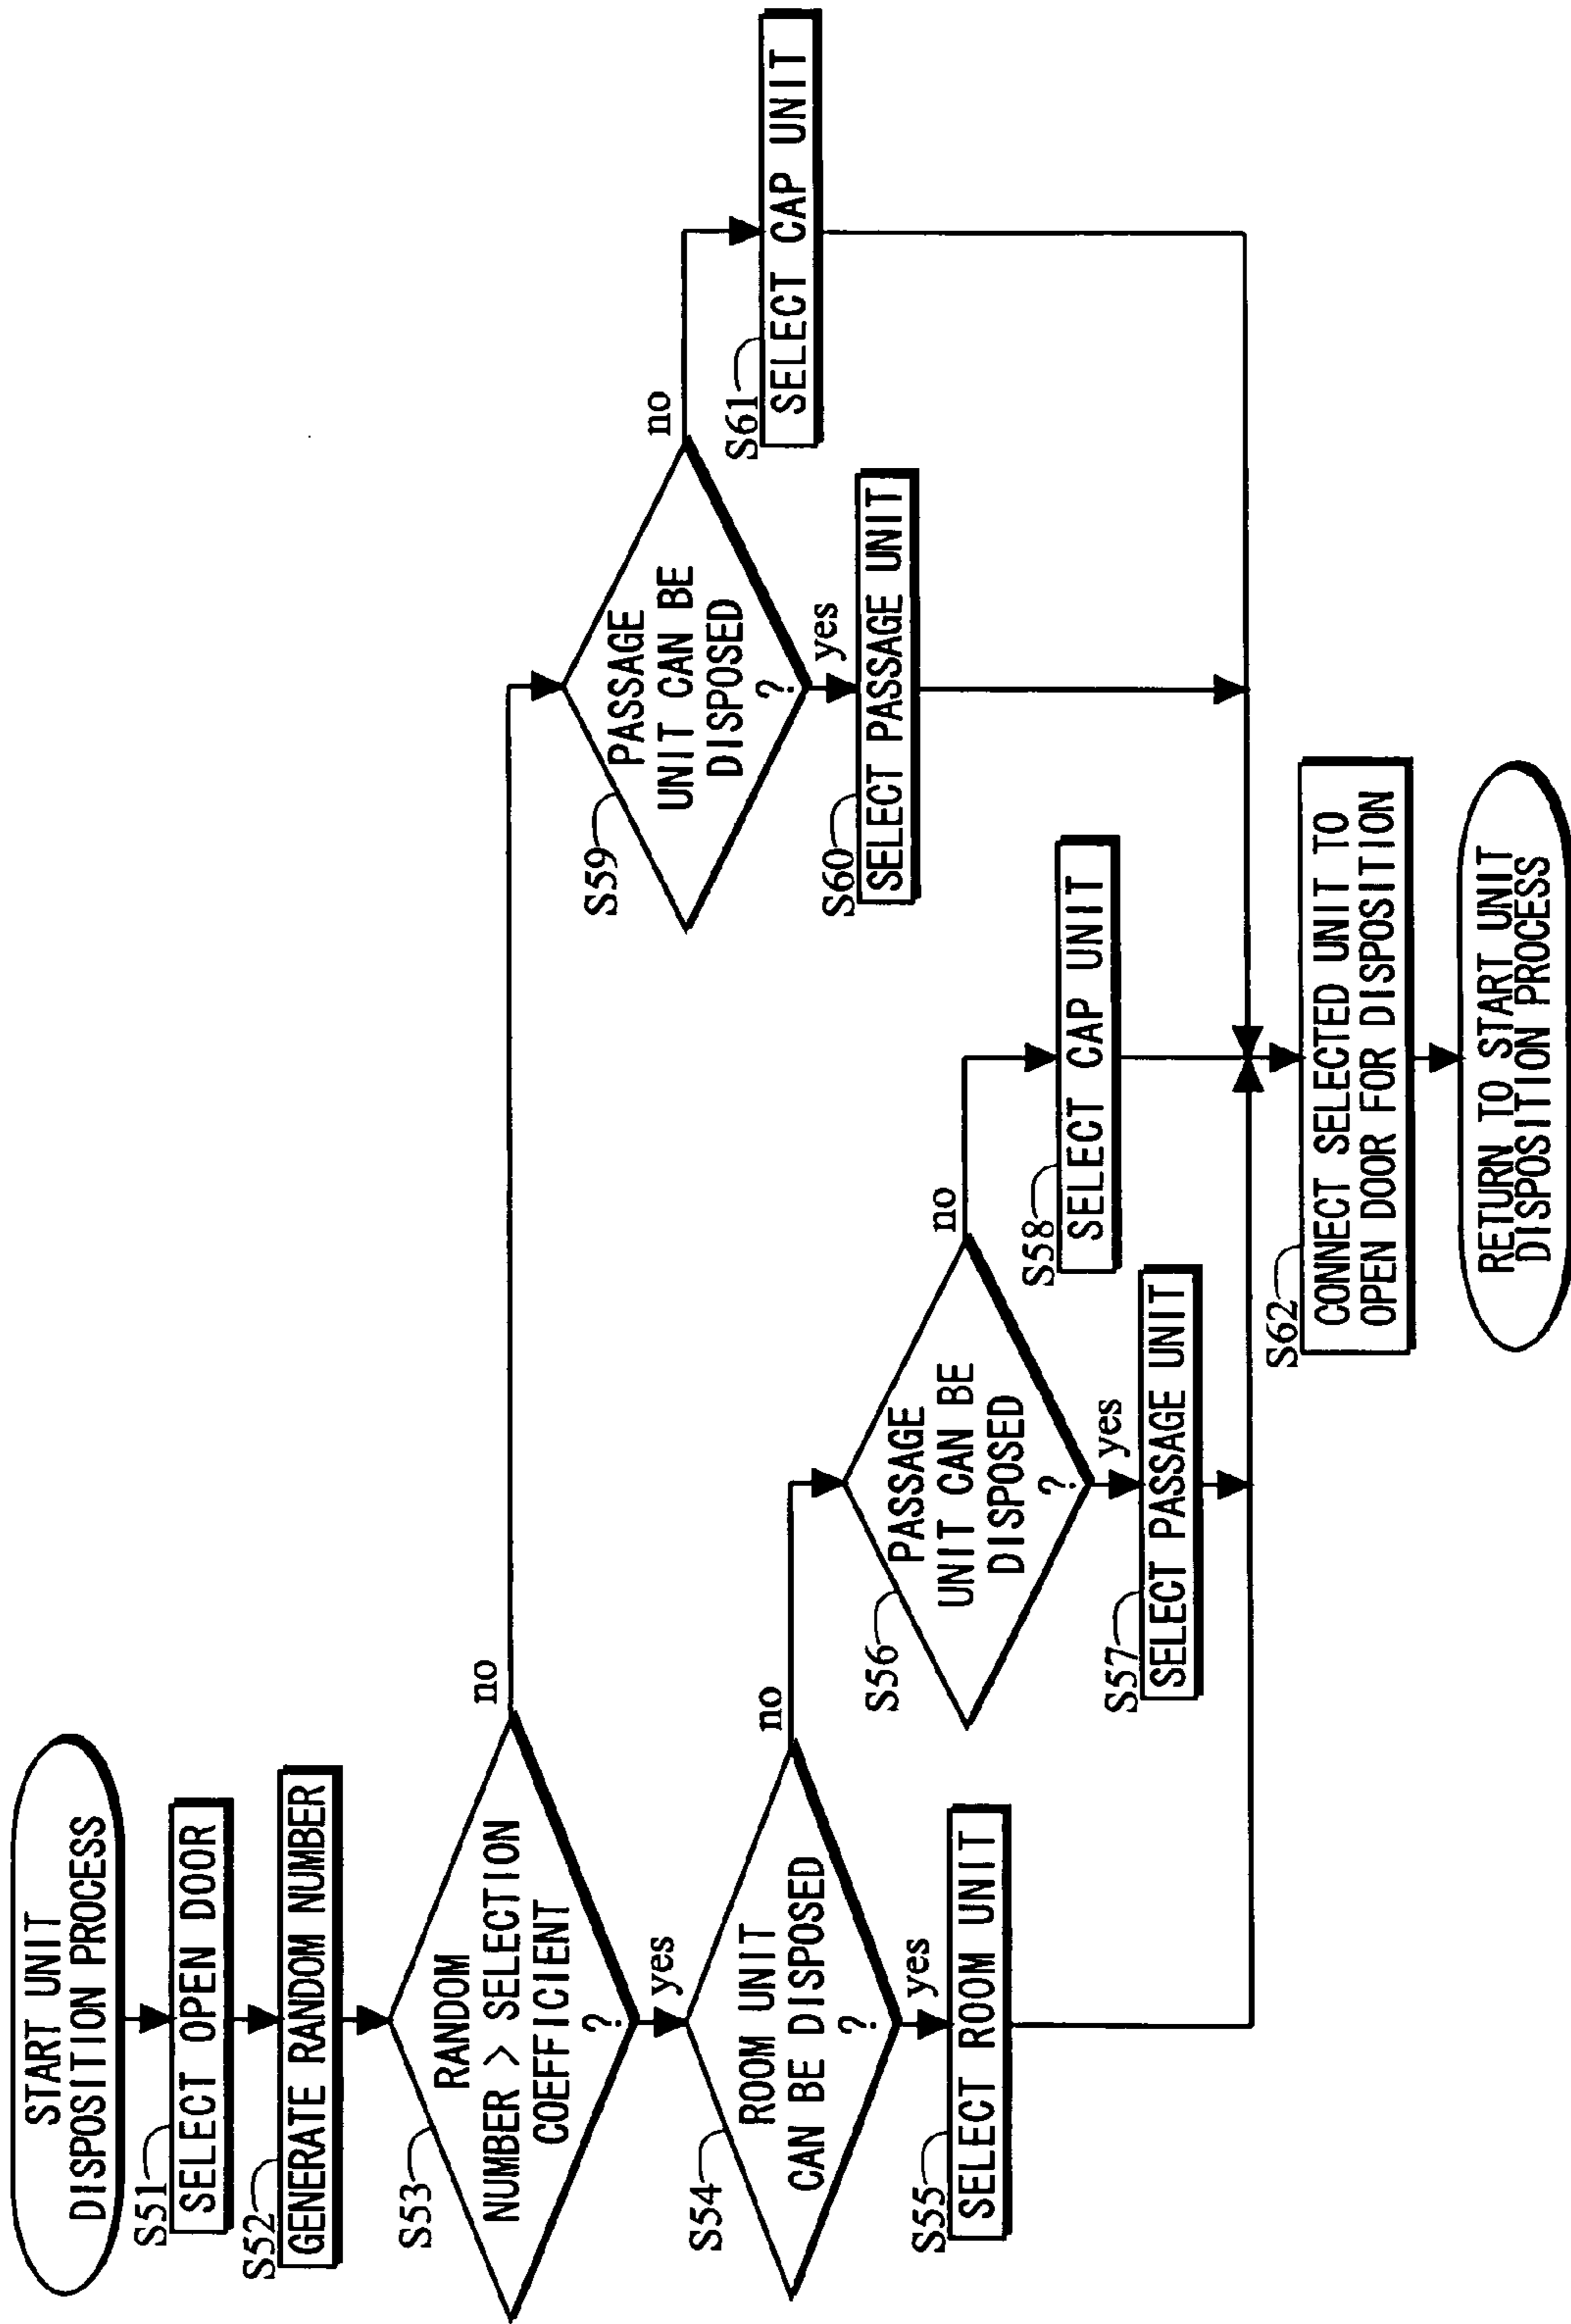 START UNIT
DISPOSITION PROCESS
S51
SELECT OPEN DOOR
S52
GENERATE RANDOM NUMBER
S53
RANDOM
NUMBER > SELECTION
COEFFICIENT
?
no
yes
S54
ROOM UNIT
CAN BE DISPOSED
?
no
yes
S55
SELECT ROOM UNIT
S56
PASSAGE
UNIT CAN BE
DISPOSED
?
no
yes
S57
SELECT PASSAGE UNIT
S58
SELECT CAP UNIT
S59
PASSAGE
UNIT CAN BE
DISPOSED
?
no
yes
S60
SELECT PASSAGE UNIT
S61
SELECT CAP UNIT
S62
CONNECT SELECTED UNIT TO
OPEN DOOR FOR DISPOSITION
RETURN TO START UNIT
DISPOSITION PROCESS